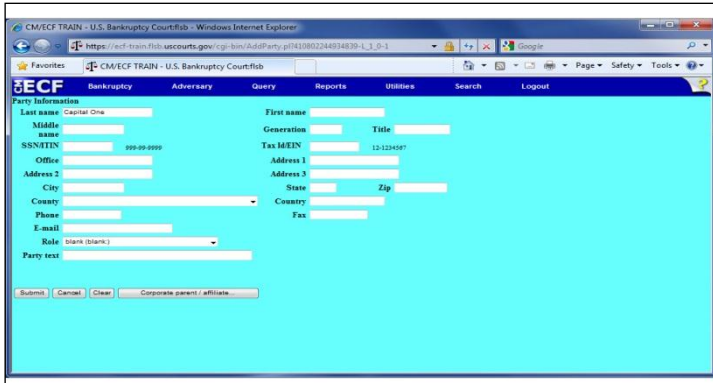 CM/ECF TRAIN - U.S. Bankruptcy Court:flsb - Windows Internet Explorer
https://ecf-train.flsb.uscourts.gov/cgi-bin/AddParty.pl?410802244934839-L_1_0-1 Google
Favorites CM/ECF TRAIN - U.S. Bankruptcy Court:flsb Page Safety Tools
CM ECF Bankruptcy Adversary Query Reports Utilities Search Logout ?
Party Information
Last name Capital One First name
Middle name Generation Title
SSN/ITIN 999-99-9999 Tax Id/EIN 12-1234567
Office Address 1
Address 2 Address 3
City State Zip
County Country
Phone Fax
E-mail
Role blank (blank:)
Party text
Submit Cancel Clear Corporate parent / affiliate...